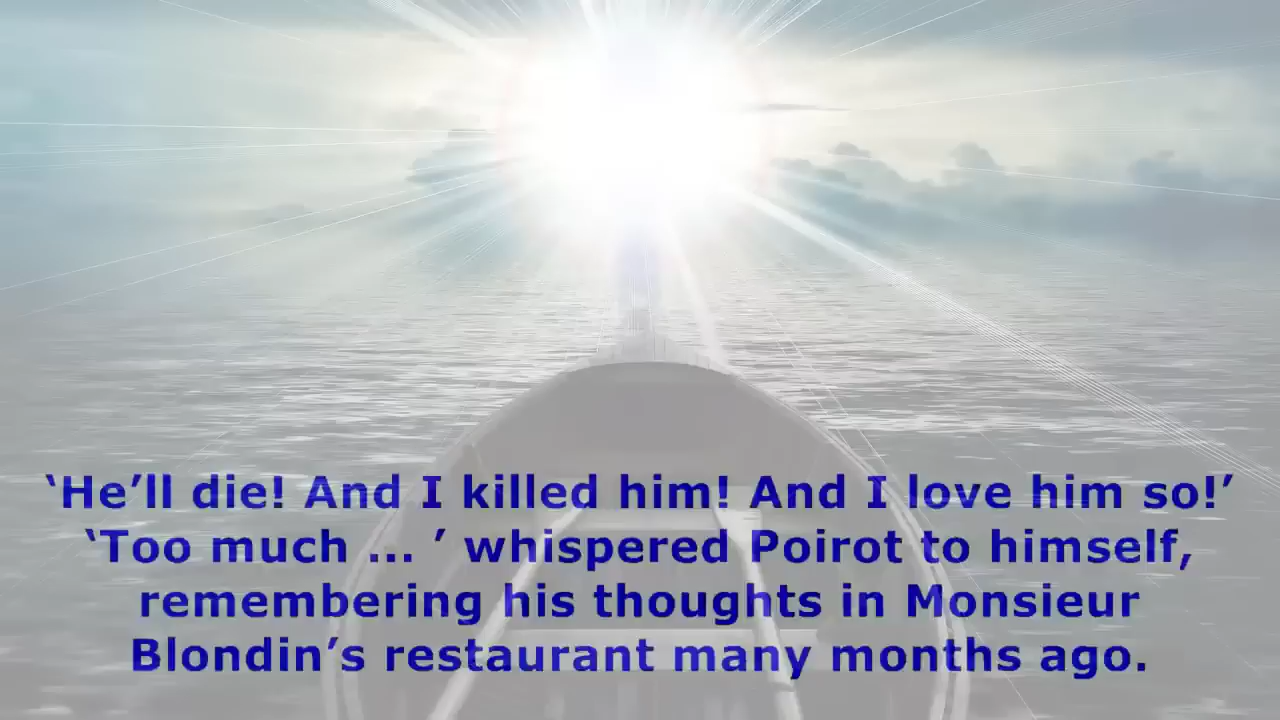 ‘He’ll die! And I killed him! And I love him so!’
‘Too much ... ’ whispered Poirot to himself,
remembering his thoughts in Monsieur
Blondin’s restaurant many months ago.